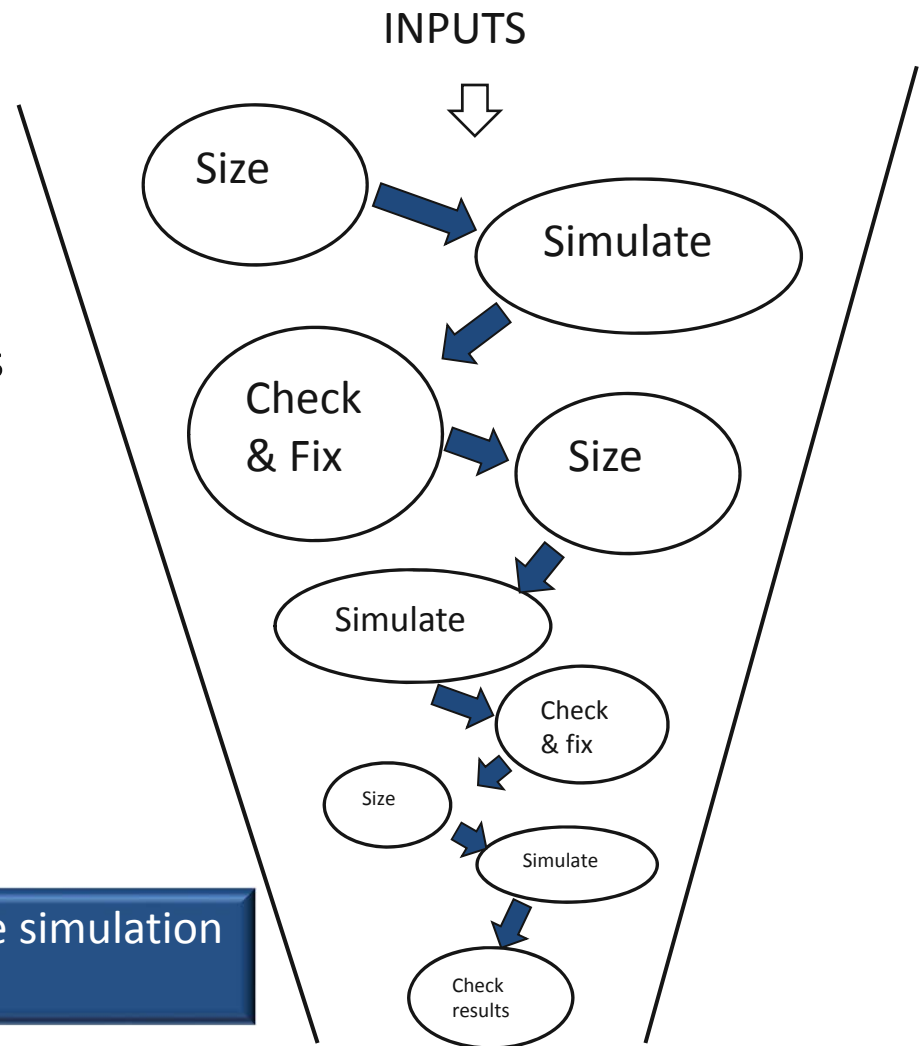 INPUTS
Size
Simulate
Check
& Fix
Size
Simulate
Check
& fix
Size
Simulate
simulation
Check
results